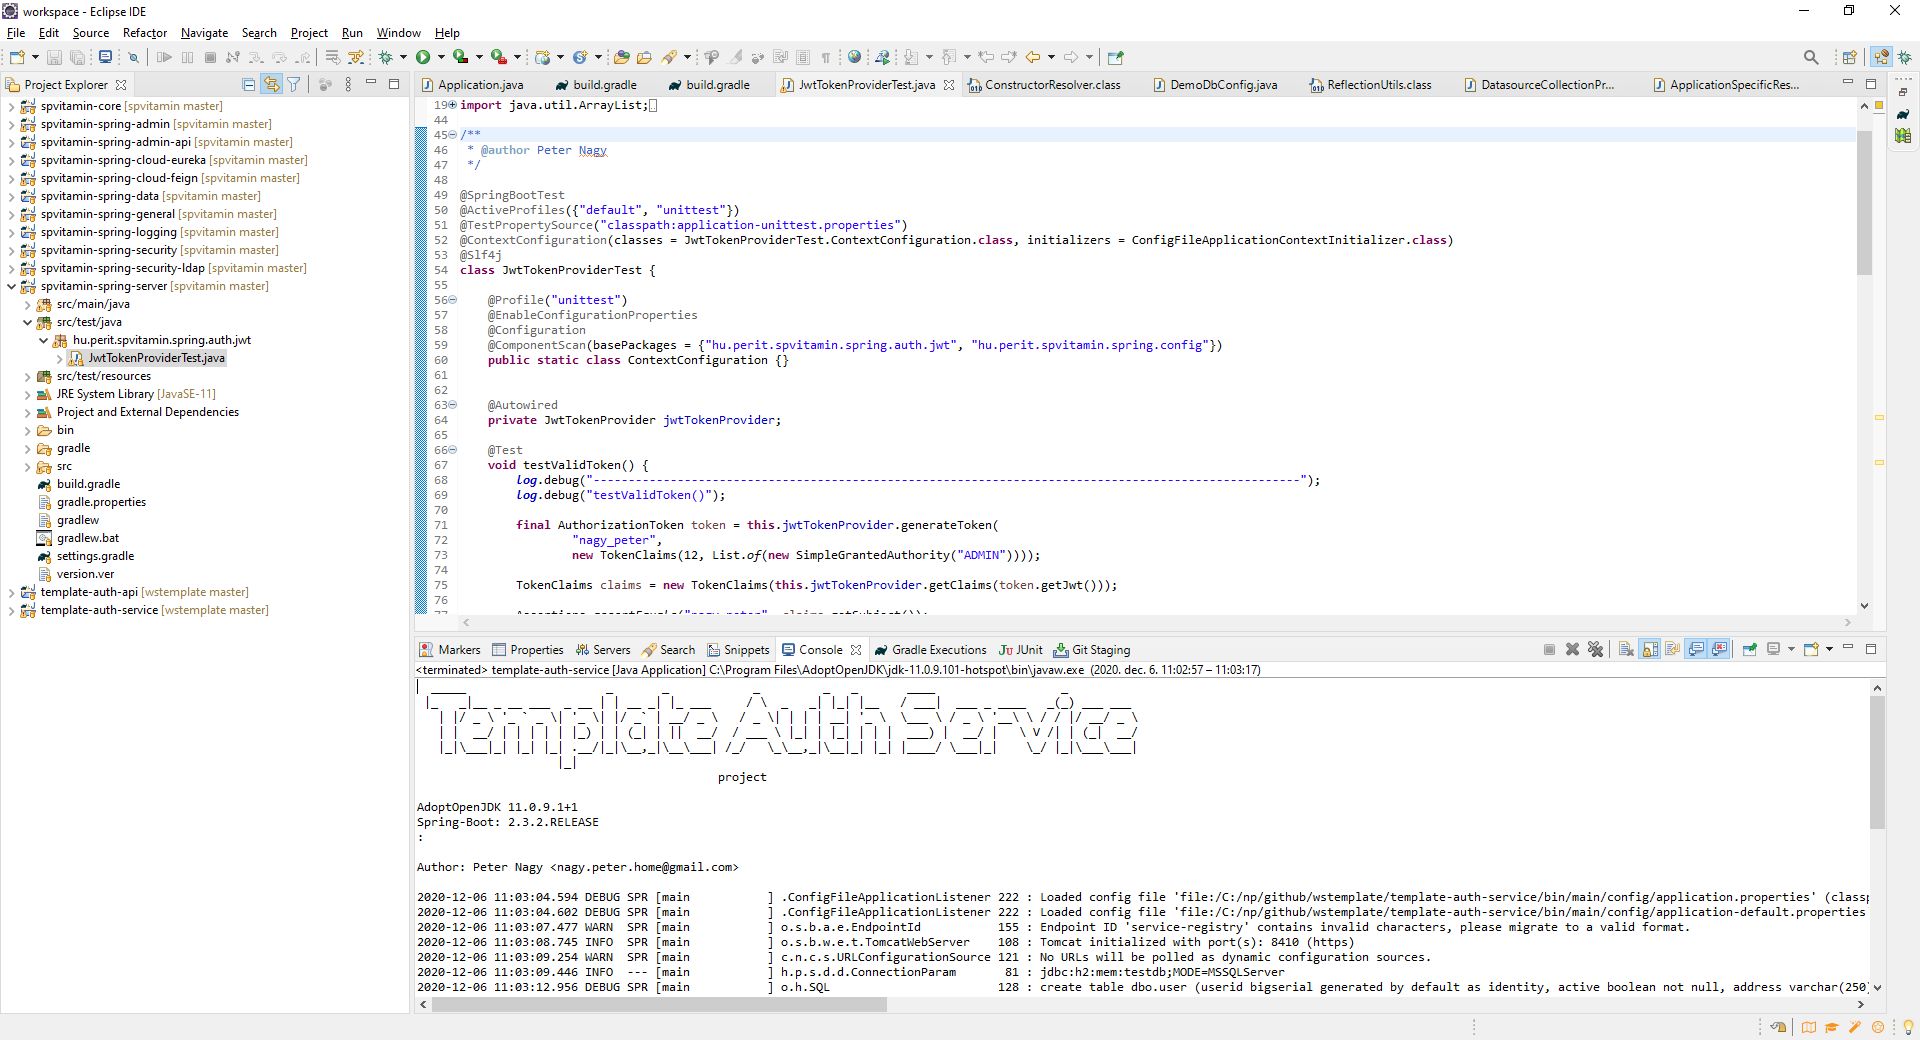 workspace - Eclipse IDE
File Edit Source Refactor Navigate Search Project Run Window Help
Project Explorer
spvitamin-core [spvitamin master]
spvitamin-spring-admin [spvitamin master]
spvitamin-spring-admin-api [spvitamin master]
spvitamin-spring-cloud-eureka [spvitamin master]
spvitamin-spring-cloud-feign [spvitamin master]
spvitamin-spring-data [spvitamin master]
spvitamin-spring-general [spvitamin master]
spvitamin-spring-logging [spvitamin master]
spvitamin-spring-security [spvitamin master]
spvitamin-spring-security-ldap [spvitamin master]
spvitamin-spring-server [spvitamin master]
src/main/java
src/test/java
hu.perit.spvitamin.spring.auth.jwt
JwtTokenProviderTest.java
src/test/resources
JRE System Library [JavaSE-11]
Project and External Dependencies
bin
gradle
src
build.gradle
gradle.properties
gradlew
gradlew.bat
settings.gradle
version.ver
template-auth-api [wstemplate master]
template-auth-service [wstemplate master]
Application.java build.gradle build.gradle JwtTokenProviderTest.java ConstructorResolver.class DemoDbConfig.java ReflectionUtils.class DatasourceCollectionPr... ApplicationSpecificRes...
19 import java.util.ArrayList;
44
45 /**
46 * @author Peter Nagy
47 */
48
49 @SpringBootTest
50 @ActiveProfiles({"default", "unittest"})
51 @TestPropertySource("classpath:application-unittest.properties")
52 @ContextConfiguration(classes = JwtTokenProviderTest.ContextConfiguration.class, initializers = ConfigFileApplicationContextInitializer.class)
53 @Slf4j
54 class JwtTokenProviderTest {
55
56 @Profile("unittest")
57 @EnableConfigurationProperties
58 @Configuration
59 @ComponentScan(basePackages = {"hu.perit.spvitamin.spring.auth.jwt", "hu.perit.spvitamin.spring.config"})
60 public static class ContextConfiguration {}
61
62
63 @Autowired
64 private JwtTokenProvider jwtTokenProvider;
65
66 @Test
67 void testValidToken() {
68 log.debug("-----------------------------------------------------------------------------------------------------");
69 log.debug("testValidToken()");
70
71 final AuthorizationToken token = this.jwtTokenProvider.generateToken(
72 "nagy_peter",
73 new TokenClaims(12, List.of(new SimpleGrantedAuthority("ADMIN"))));
74
75 TokenClaims claims = new TokenClaims(this.jwtTokenProvider.getClaims(token.getJwt()));
76
77 Assertions.assertEquals("nagy_peter", claims.getSubject());
Markers Properties Servers Search Snippets Console Gradle Executions JUnit Git Staging
<terminated> template-auth-service [Java Application] C:\Program Files\AdoptOpenJDK\jdk-11.0.9.101-hotspot\bin\javaw.exe (2020. dec. 6. 11:02:57 – 11:03:17)
Template Auth Service
project
AdoptOpenJDK 11.0.9.1+1
Spring-Boot: 2.3.2.RELEASE
:
Author: Peter Nagy <nagy.peter.home@gmail.com>
2020-12-06 11:03:04.594 DEBUG SPR [main ] .ConfigFileApplicationListener 222 : Loaded config file 'file:/C:/np/github/wstemplate/template-auth-service/bin/main/config/application.properties' (classp
2020-12-06 11:03:04.602 DEBUG SPR [main ] .ConfigFileApplicationListener 222 : Loaded config file 'file:/C:/np/github/wstemplate/template-auth-service/bin/main/config/application-default.properties
2020-12-06 11:03:07.477 WARN SPR [main ] o.s.b.a.e.EndpointId 155 : Endpoint ID 'service-registry' contains invalid characters, please migrate to a valid format.
2020-12-06 11:03:08.745 INFO SPR [main ] o.s.b.w.e.t.TomcatWebServer 108 : Tomcat initialized with port(s): 8410 (https)
2020-12-06 11:03:09.254 WARN SPR [main ] c.n.c.s.URLConfigurationSource 121 : No URLs will be polled as dynamic configuration sources.
2020-12-06 11:03:09.446 INFO --- [main ] h.p.s.d.d.ConnectionParam 81 : jdbc:h2:mem:testdb;MODE=MSSQLServer
2020-12-06 11:03:12.956 DEBUG SPR [main ] o.h.SQL 128 : create table dbo.user (userid bigserial generated by default as identity, active boolean not null, address varchar(250)